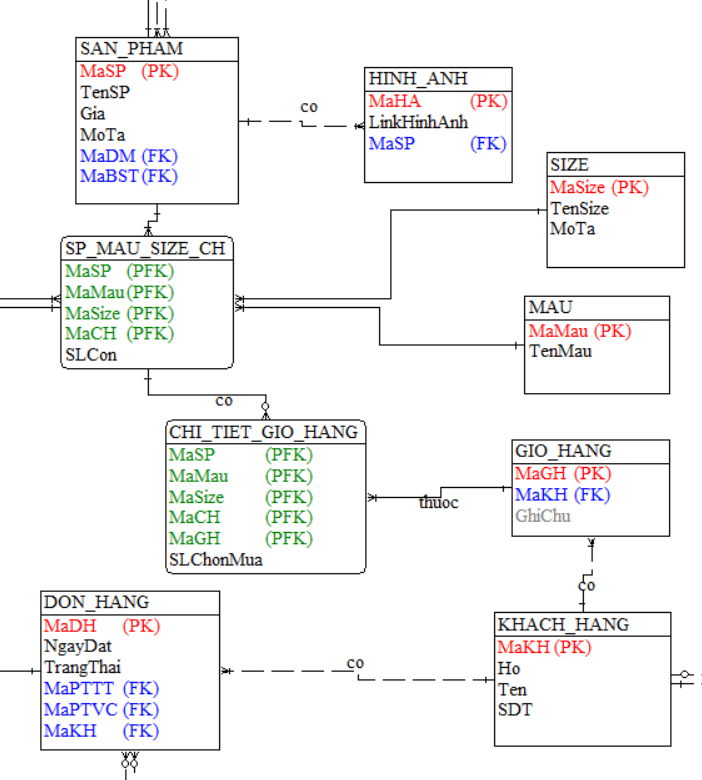 SAN_PHAM
MaSP (PK)
TenSP
Gia
MoTa
MaDM (FK)
MaBST (FK)
co
HINH_ANH
MaHA (PK)
LinkHinhAnh
MaSP (FK)
SIZE
MaSize (PK)
TenSize
MoTa
SP_MAU_SIZE_CH
MaSP (PFK)
MaMau (PFK)
MaSize (PFK)
MaCH (PFK)
SLCon
MAU
MaMau (PK)
TenMau
co
CHI_TIET_GIO_HANG
MaSP (PFK)
MaMau (PFK)
MaSize (PFK)
MaCH (PFK)
MaGH (PFK)
SLChonMua
thuoc
GIO_HANG
MaGH (PK)
MaKH (FK)
GhiChu
co
DON_HANG
MaDH (PK)
NgayDat
TrangThai
MaPTTT (FK)
MaPTVC (FK)
MaKH (FK)
co
KHACH_HANG
MaKH (PK)
Ho
Ten
SDT